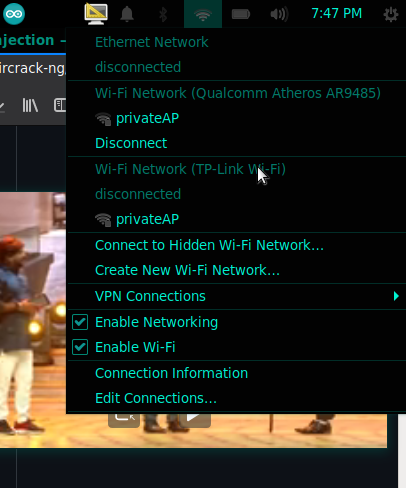 7:47 PM
njection –
Ethernet Network
disconnected
ircrack-ng
Wi-Fi Network (Qualcomm Atheros AR9485)
privateAP
Disconnect
Wi-Fi Network (TP-Link Wi-Fi)
disconnected
privateAP
Connect to Hidden Wi-Fi Network...
Create New Wi-Fi Network...
VPN Connections
Enable Networking
Enable Wi-Fi
Connection Information
Edit Connections...